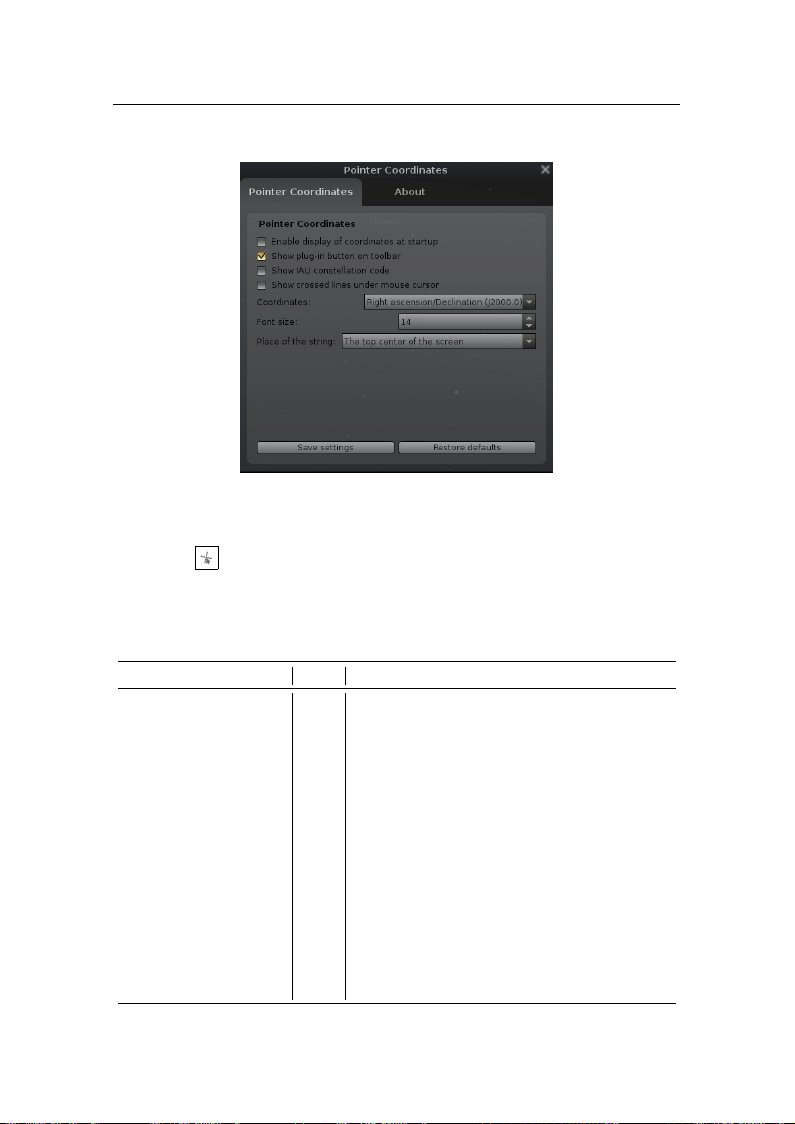 Pointer Coordinates
Pointer Coordinates About
Pointer Coordinates
Enable display of coordinates at startup
Show plug-in button on toolbar
Show IAU constellation code
Show crossed lines under mouse cursor
Coordinates: Right ascension/Declination (J2000.0)
Font size: 14
Place of the string: The top center of the screen
Save settings Restore defaults